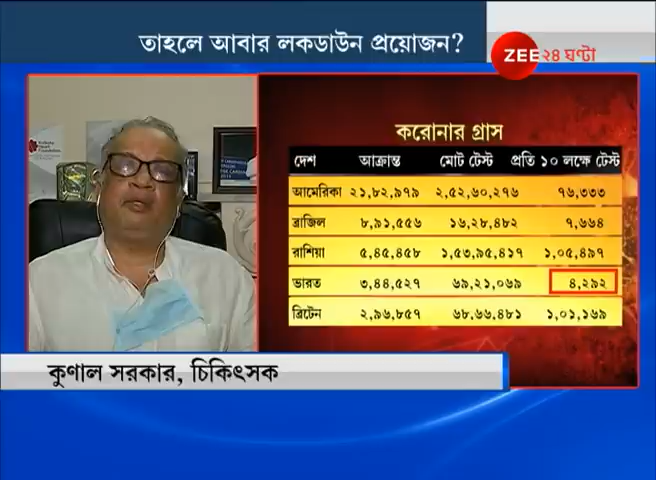 তাহলে আবার লকডাউন প্রয়োজন?
ZEE ২৪ ঘণ্টা
করোনার গ্রাস
দেশ আক্রান্ত মোট টেস্ট প্রতি ১০ লক্ষে টেস্ট
আমেরিকা ২১,৮২,৯৭৯ ২,৫২,৬০,২৭৬ ৭৬,৩৩৩
ব্রাজিল ৮,৯১,৫৫৬ ১৬,২৮,৪৮২ ৭,৬৬৪
রাশিয়া ৫,৪৫,৪৫৮ ১,৫৩,৯৫,৪১৭ ১,০৫,৪৯৭
ভারত ৩,৪৪,৫২৭ ৬৯,২১,০৬৯ ৪,২৯২
ব্রিটেন ২,৯৬,৮৫৭ ৬৮,৬৬,৪৮১ ১,০১,১৬৯
কুণাল সরকার, চিকিৎসক